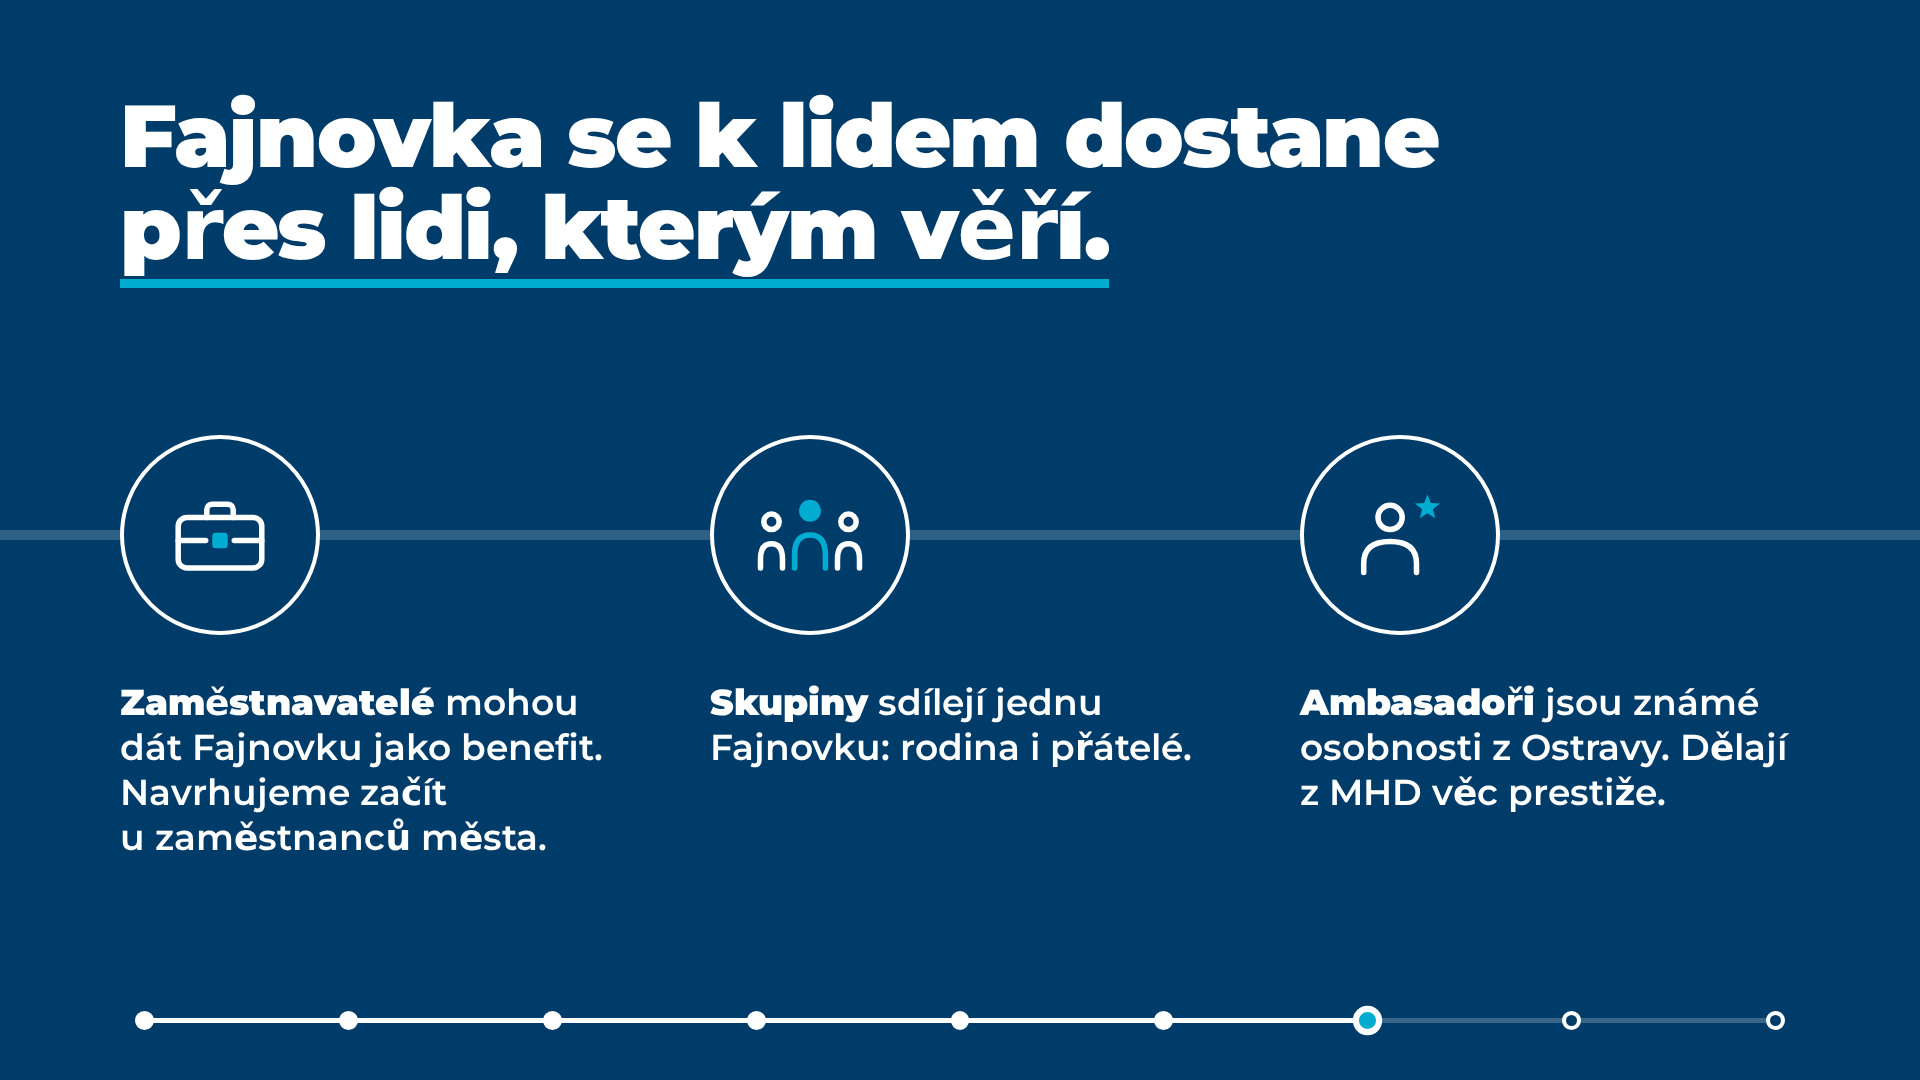 Fajnovka se k lidem dostane
přes lidi, kterým věří.
Zaměstnavatelé mohou
dát Fajnovku jako benefit.
Navrhujeme začít
u zaměstnanců města.
Skupiny sdílejí jednu
Fajnovku: rodina i přátelé.
Ambasadoři jsou známé
osobnosti z Ostravy. Dělají
z MHD věc prestiže.